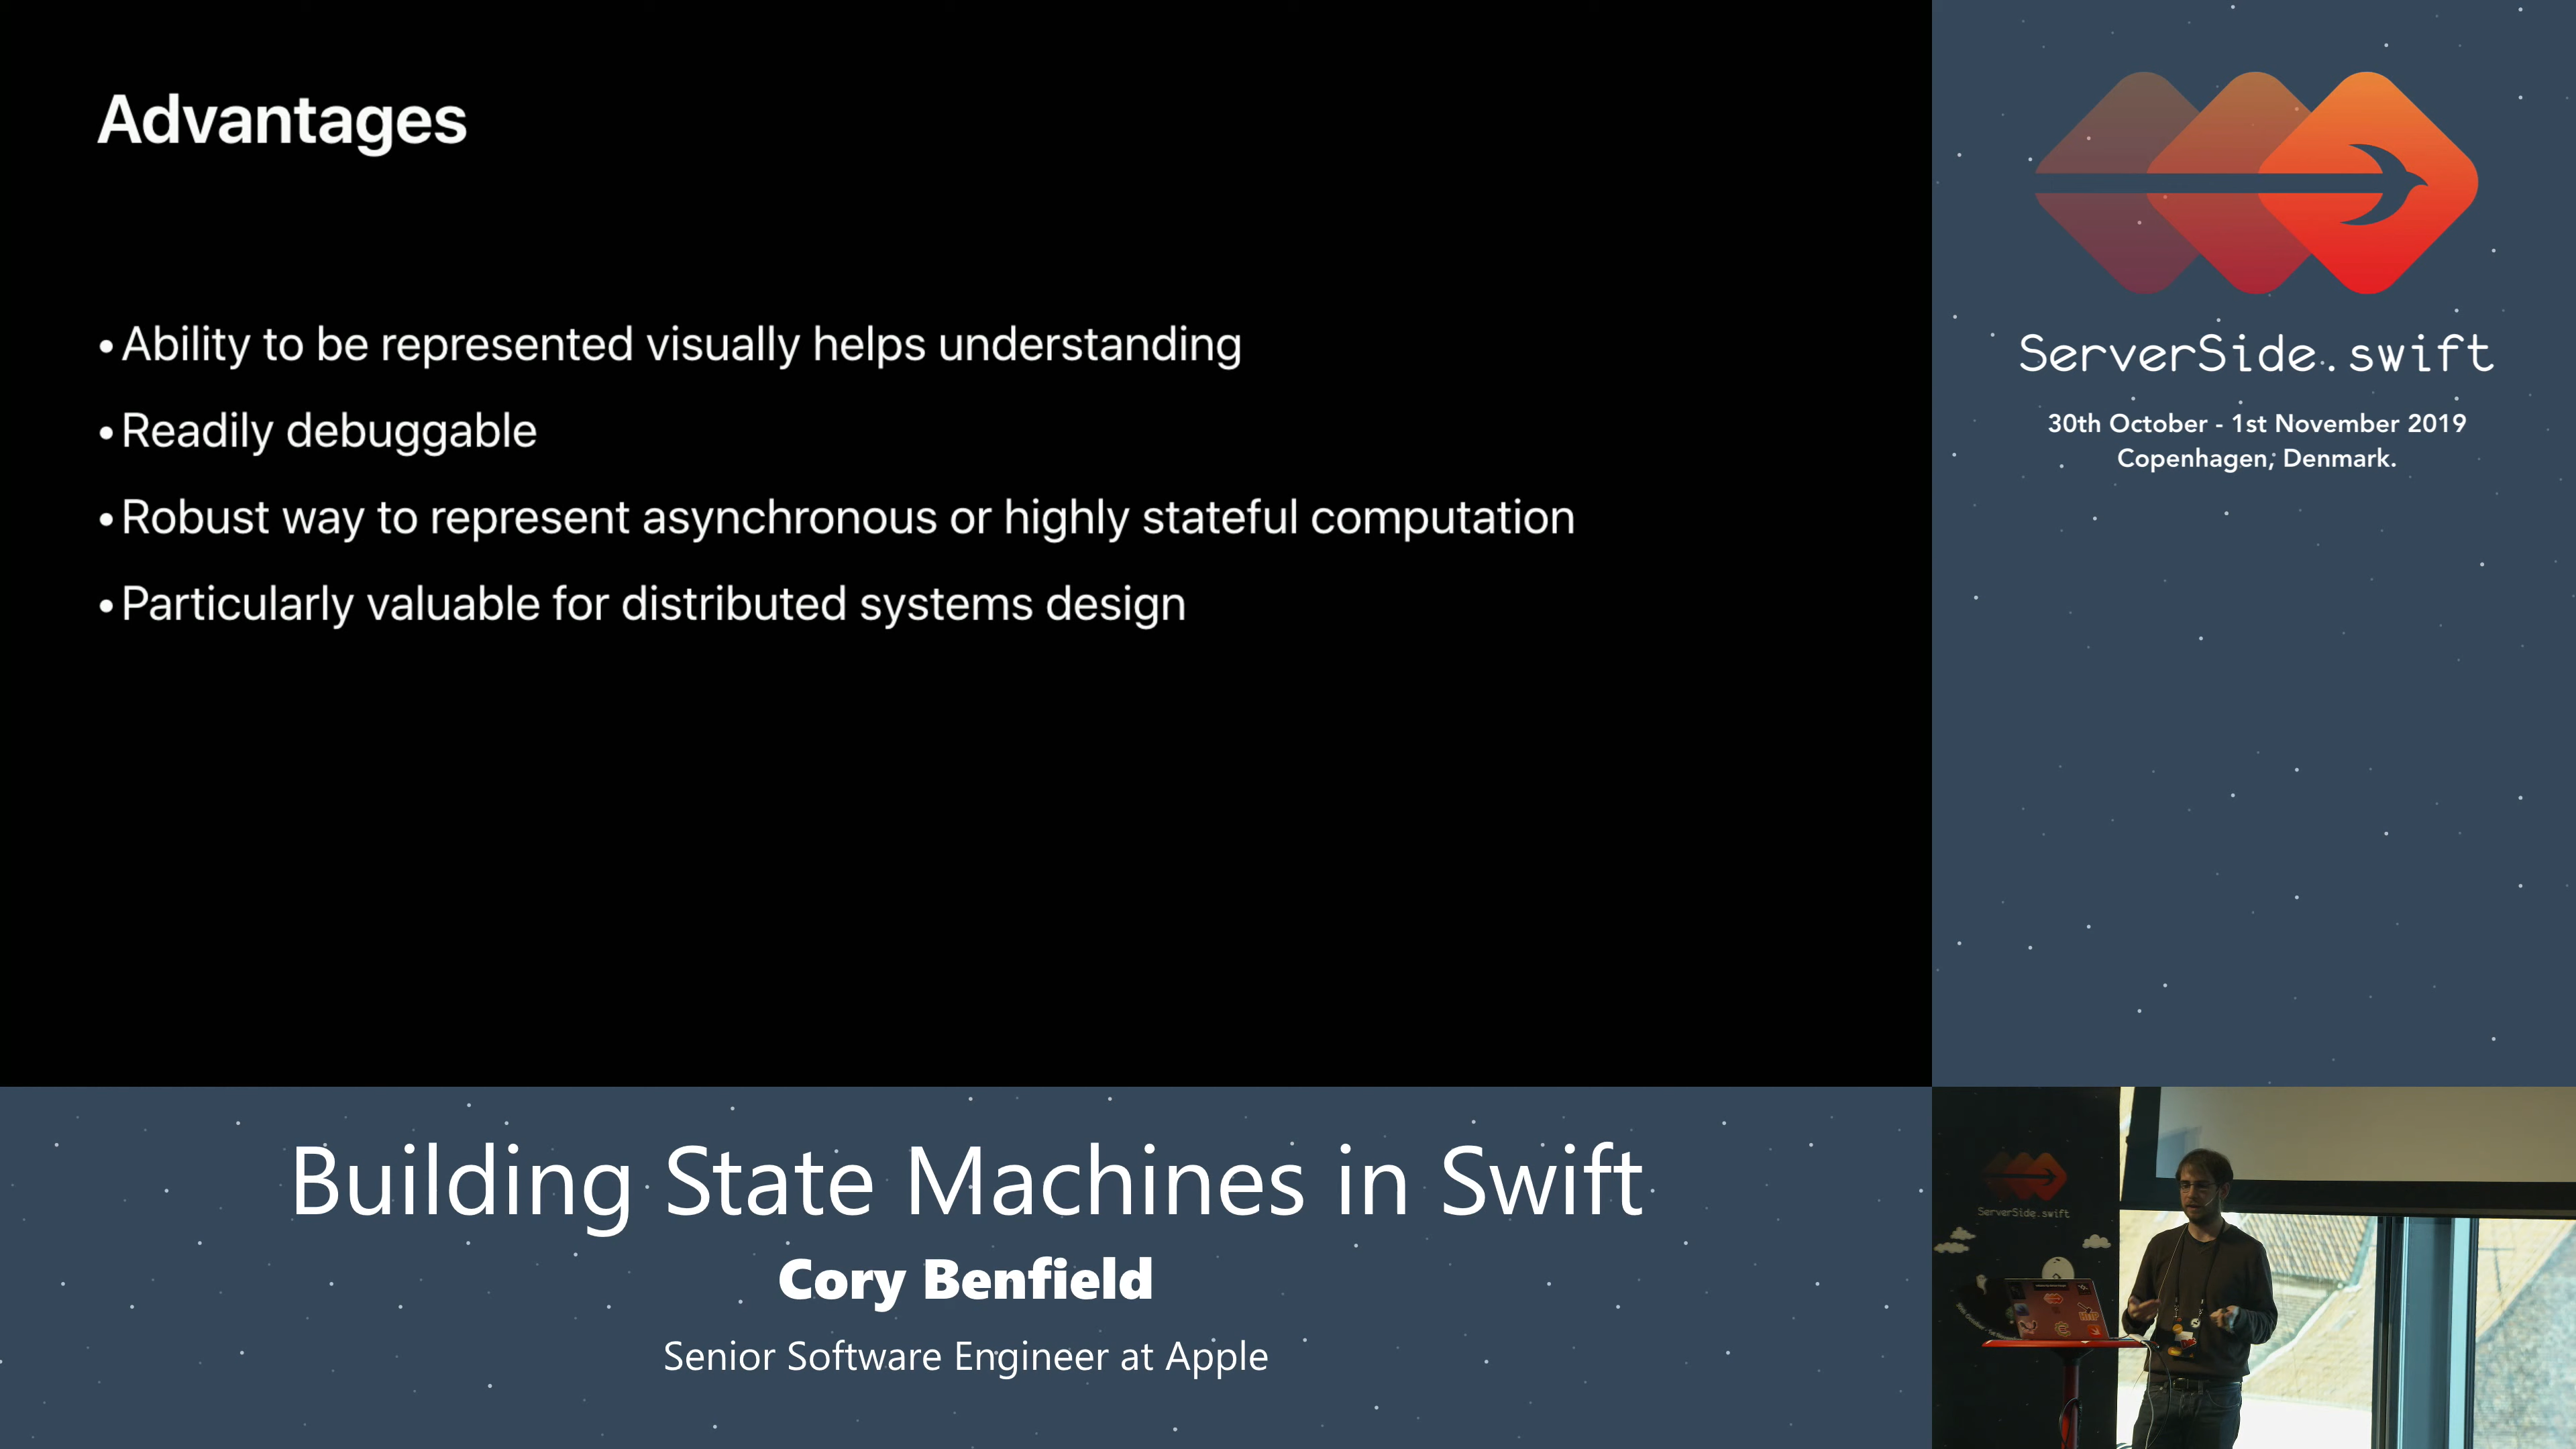 Advantages
•Ability to be represented visually helps understanding
•Readily debuggable
•Robust way to represent asynchronous or highly stateful computation
•Particularly valuable for distributed systems design
ServerSide.swift
30th October - 1st November 2019
Copenhagen, Denmark.
Building State Machines in Swift
Cory Benfield
Senior Software Engineer at Apple
ServerSide.swift